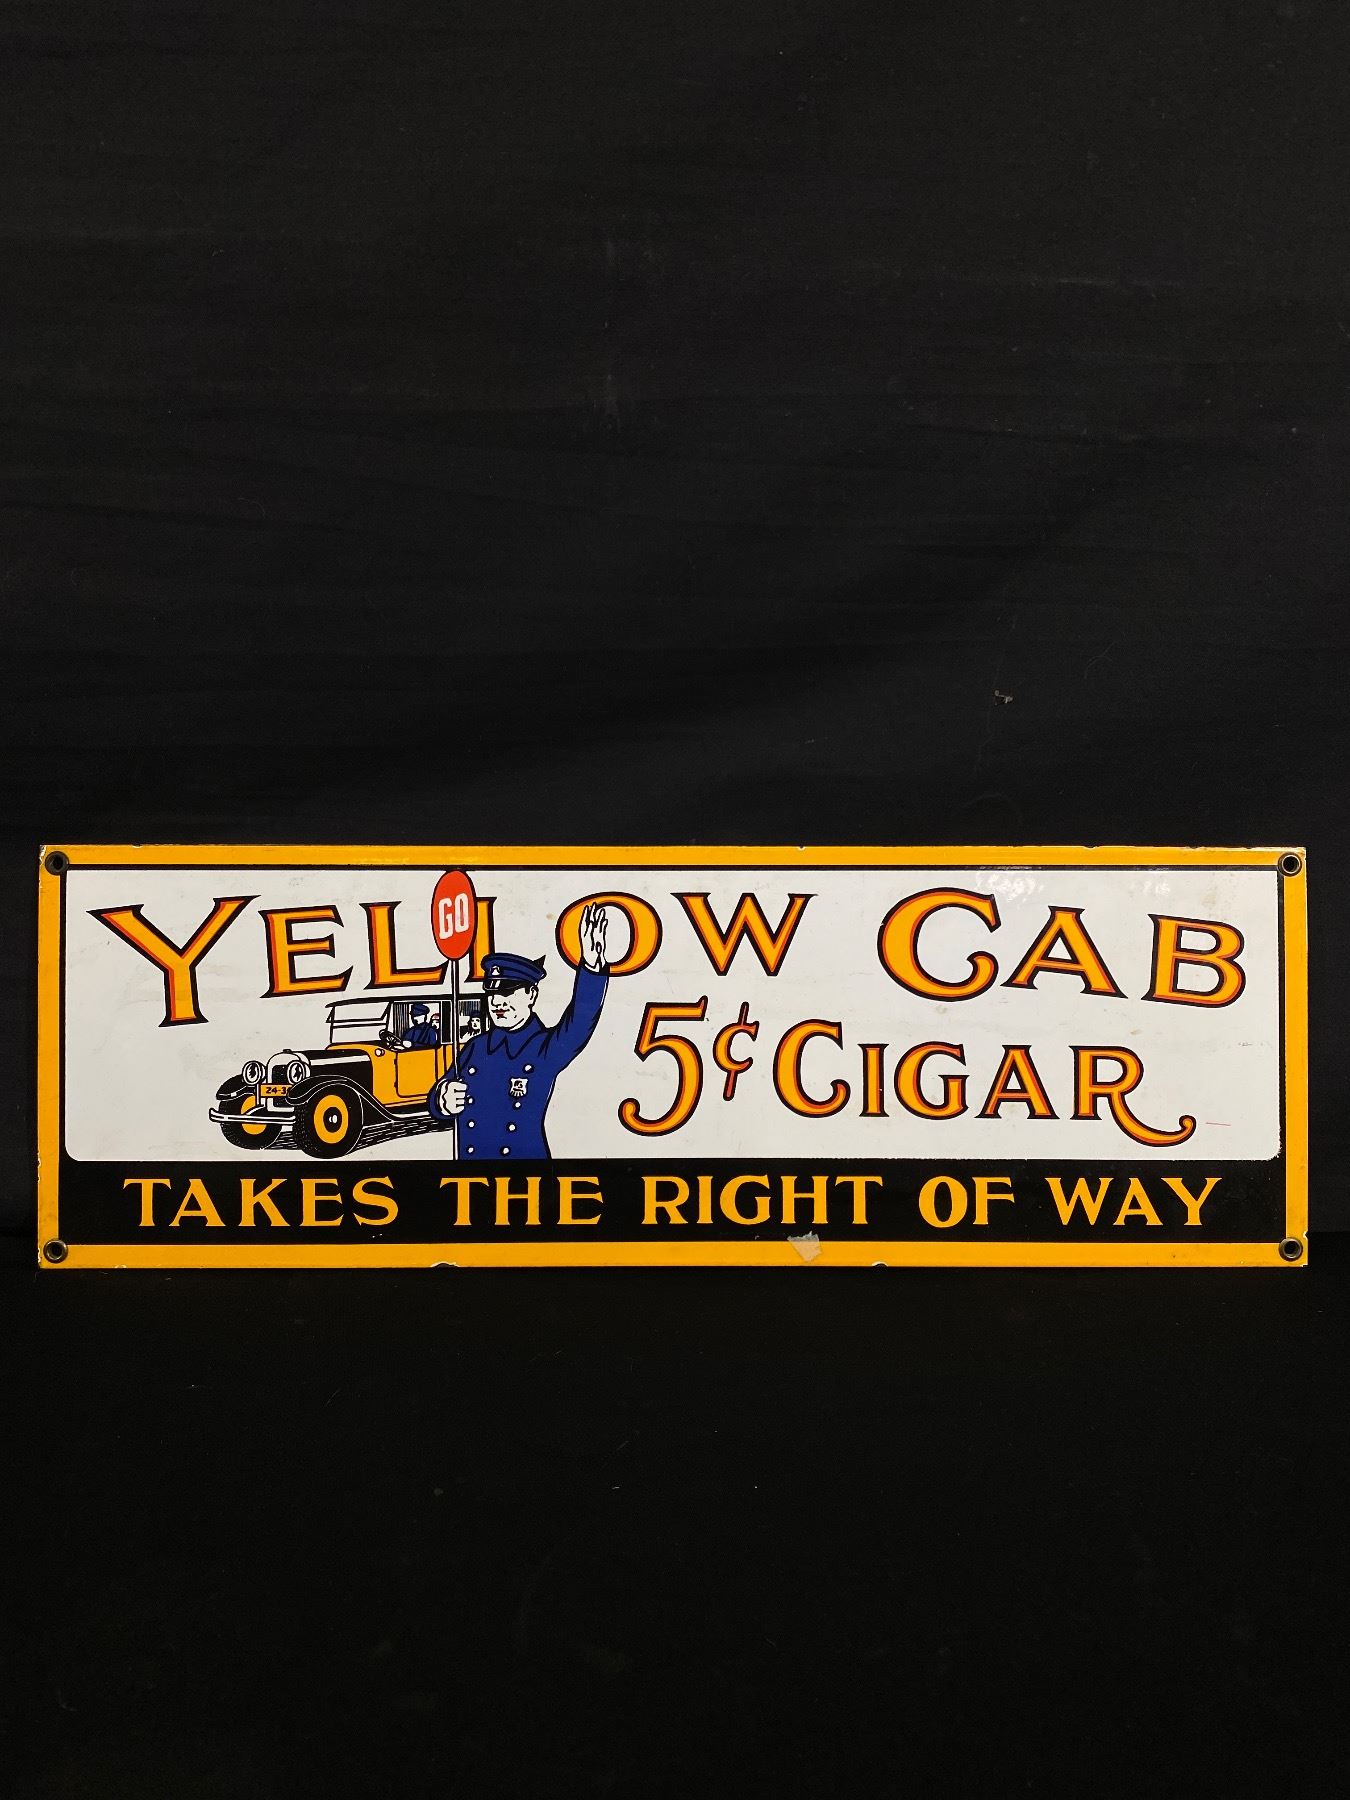 YELLOW CAB
GO
5¢ CIGAR
TAKES THE RIGHT OF WAY